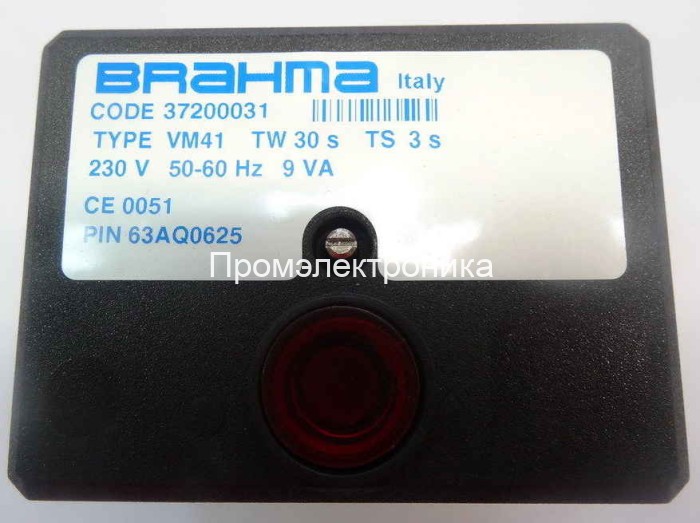 BRAHMA Italy
CODE 37200031
TYPE VM41 TW 30 s TS 3 s
230 V 50-60 Hz 9 VA
CE 0051
PIN 63AQ0625
Промэлектроника